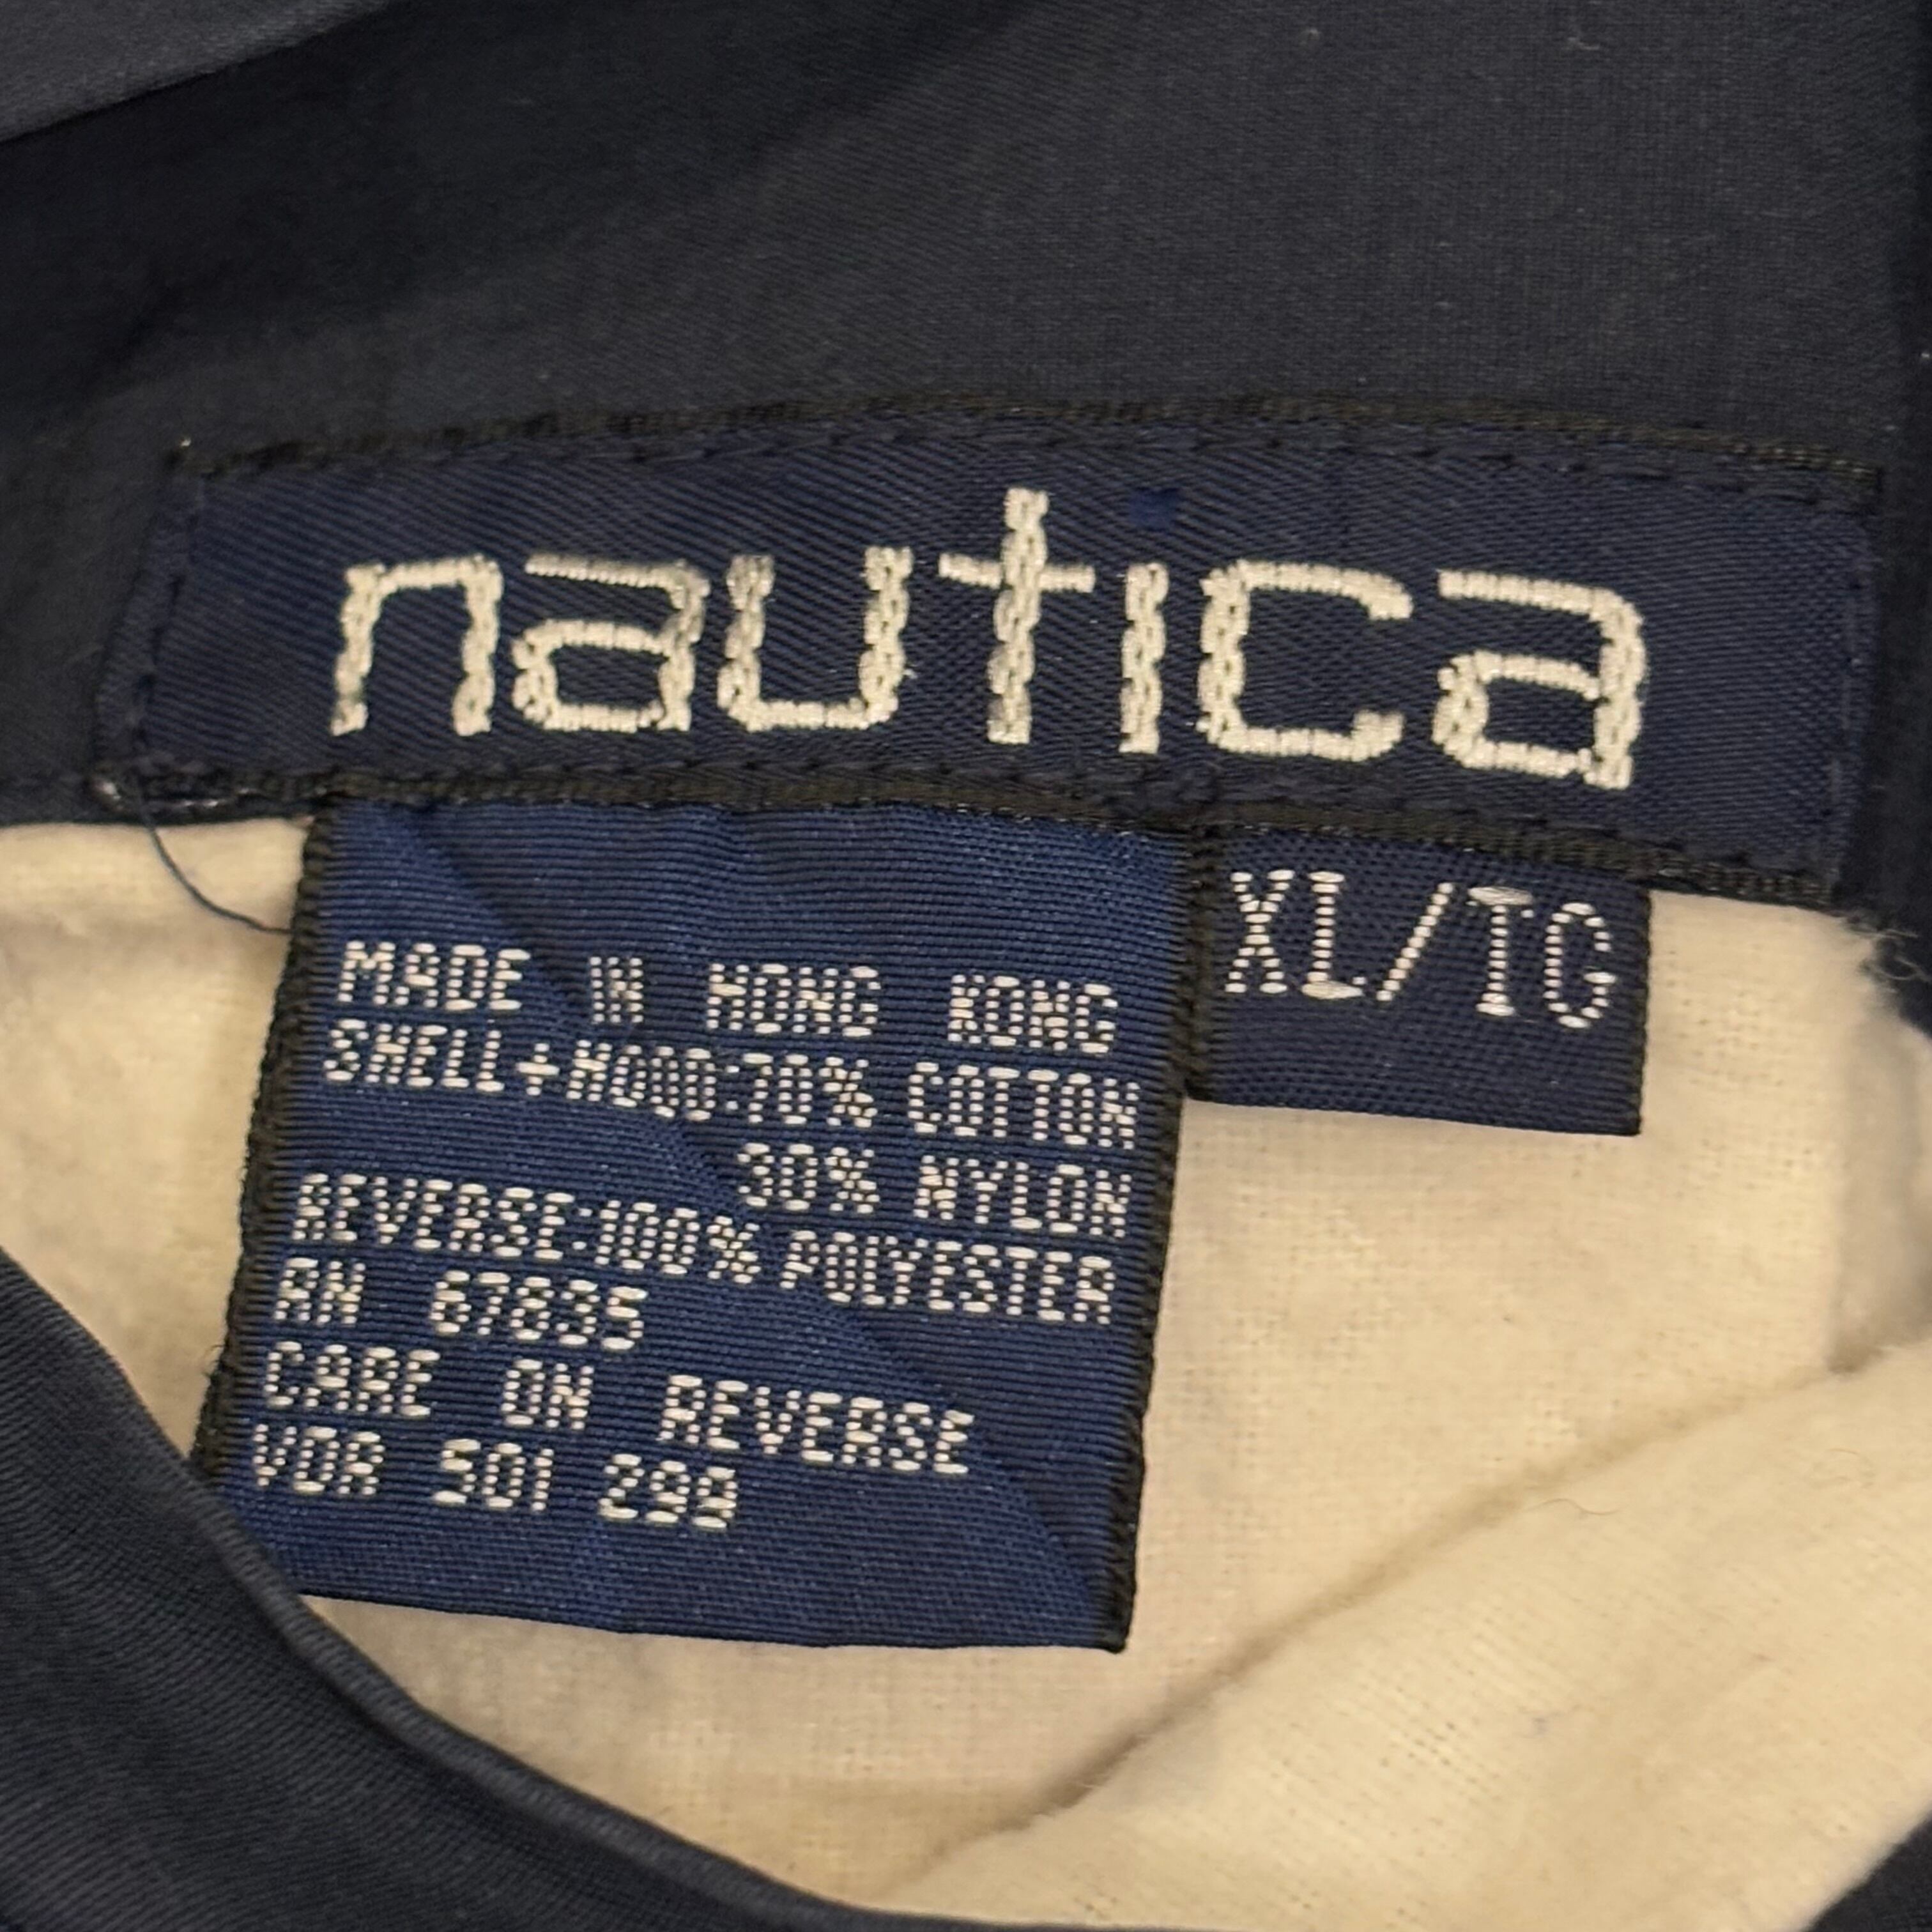 nautica
XL/TG
MADE IN HONG KONG
SHELL+HOOD:70% COTTON
30% NYLON
REVERSE:100% POLYESTER
RN 67835
CARE ON REVERSE
VDR 501 299